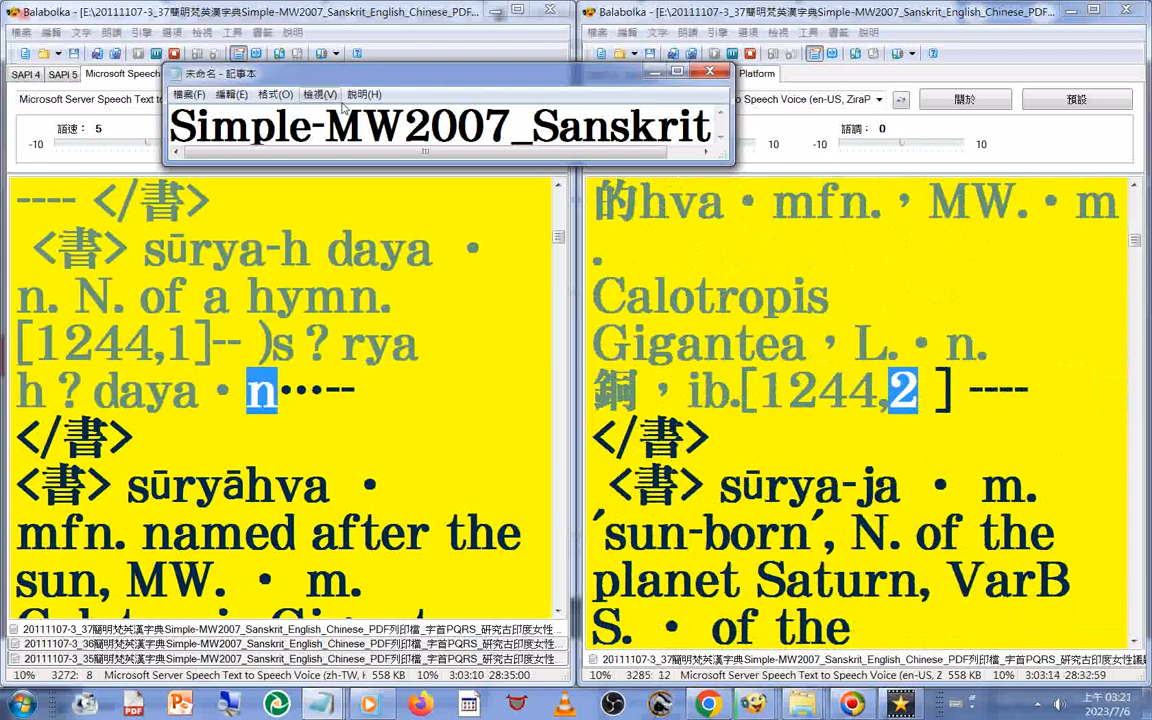 Balabolka - [E:\20111107-3_37簡明梵英漢字典Simple-MW2007_Sanskrit_English_Chinese_PDF...
檔案 編輯 文字 朗讀 引擎 選項 檢視 工具 書籤 說明
SAPI 4 SAPI 5 Microsoft Speech
Microsoft Server Speech Text to
語速： 5
-10
未命名 - 記事本
檔案(F) 編輯(E) 格式(O) 檢視(V) 說明(H)
Simple-MW2007_Sanskrit
---- </書>
<書> sūrya-h daya •
n. N. of a hymn.
[1244,1]-- )s？rya
h？daya • n•••--
</書>
<書> sūryāhva •
mfn. named after the
sun, MW. • m.
20111107-3_37簡明梵英漢字典Simple-MW2007_Sanskrit_English_Chinese_PDF列印檔_字首PQRS_研究古印度女性...
20111107-3_36簡明梵英漢字典Simple-MW2007_Sanskrit_English_Chinese_PDF列印檔_字首PQRS_研究古印度女性...
20111107-3_35簡明梵英漢字典Simple-MW2007_Sanskrit_English_Chinese_PDF列印檔_字首PQRS_研究古印度女性...
10% 3272: 8 Microsoft Server Speech Text to Speech Voice (zh-TW, H 558 KB 10% 3:03:10 28:35:00
Balabolka - [E:\20111107-3_37簡明梵英漢字典Simple-MW2007_Sanskrit_English_Chinese_PDF...
檔案 編輯 文字 朗讀 引擎 選項 檢視 工具 書籤 說明
Platform
to Speech Voice (en-US, ZiraP 關於 預設
語調： 0
10 -10 10
的hva • mfn.，MW. • m
.
Calotropis
Gigantea，L. • n.
銅，ib.[1244,2 ] ----
</書>
<書> sūrya-ja • m.
´sun-born´, N. of the
planet Saturn, VarB
S. • of the
20111107-3_37簡明梵英漢字典Simple-MW2007_Sanskrit_English_Chinese_PDF列印檔_字首PQRS_研究古印度女性議
10% 3285: 12 Microsoft Server Speech Text to Speech Voice (en-US, Z 558 KB 10% 3:03:14 28:32:59
上午 03:21
2023/7/6